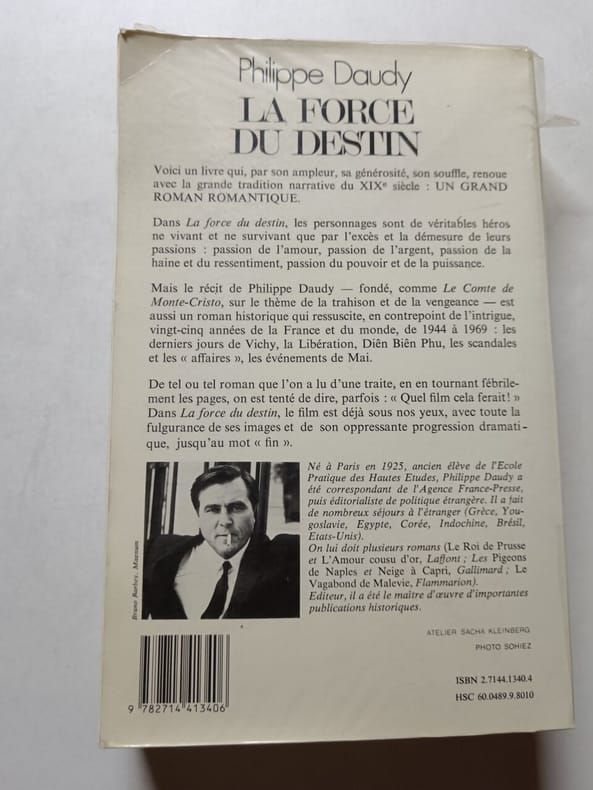 Philippe Daudy
LA FORCE
DU DESTIN
Voici un livre qui, par son ampleur, sa générosité, son souffle, renoue
avec la grande tradition narrative du XIXe siècle : UN GRAND
ROMAN ROMANTIQUE.
Dans La force du destin, les personnages sont de véritables héros
ne vivant et ne survivant que par l'excès et la démesure de leurs
passions : passion de l'amour, passion de l'argent, passion de la
haine et du ressentiment, passion du pouvoir et de la puissance.
Mais le récit de Philippe Daudy — fondé, comme Le Comte de
Monte-Cristo, sur le thème de la trahison et de la vengeance — est
aussi un roman historique qui ressuscite, en contrepoint de l'intrigue,
vingt-cinq années de la France et du monde, de 1944 à 1969 : les
derniers jours de Vichy, la Libération, Diên Biên Phu, les scandales
et les « affaires », les événements de Mai.
De tel ou tel roman que l'on a lu d'une traite, en en tournant fébrile-
ment les pages, on est tenté de dire, parfois : « Quel film cela ferait! »
Dans La force du destin, le film est déjà sous nos yeux, avec toute la
fulgurance de ses images et de son oppressante progression dramati-
que, jusqu'au mot « fin ».
Né à Paris en 1925, ancien élève de l'Ecole
Pratique des Hautes Etudes, Philippe Daudy a
été correspondant de l'Agence France-Presse,
puis éditorialiste de politique étrangère. Il a fait
de nombreux séjours à l'étranger (Grèce, You-
goslavie, Egypte, Corée, Indochine, Brésil,
Etats-Unis).
On lui doit plusieurs romans (Le Roi de Prusse
et L'Amour cousu d'or, Laffont ; Les Pigeons
de Naples et Neige à Capri, Gallimard ; Le
Vagabond de Malevie, Flammarion).
Editeur, il a été le maître d'œuvre d'importantes
publications historiques.
Bruno Barbey. Magnum
ATELIER SACHA KLEINBERG
PHOTO SOHIEZ
ISBN 2.7144.1340.4
HSC 60.0489.9.8010
9 782714 413406